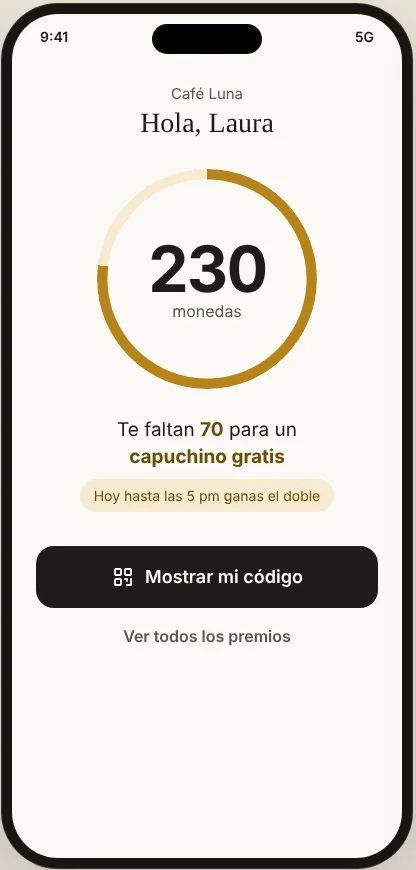 9:41
5G
Café Luna
Hola, Laura
230
monedas
Te faltan 70 para un
capuchino gratis
Hoy hasta las 5 pm ganas el doble
Mostrar mi código
Ver todos los premios